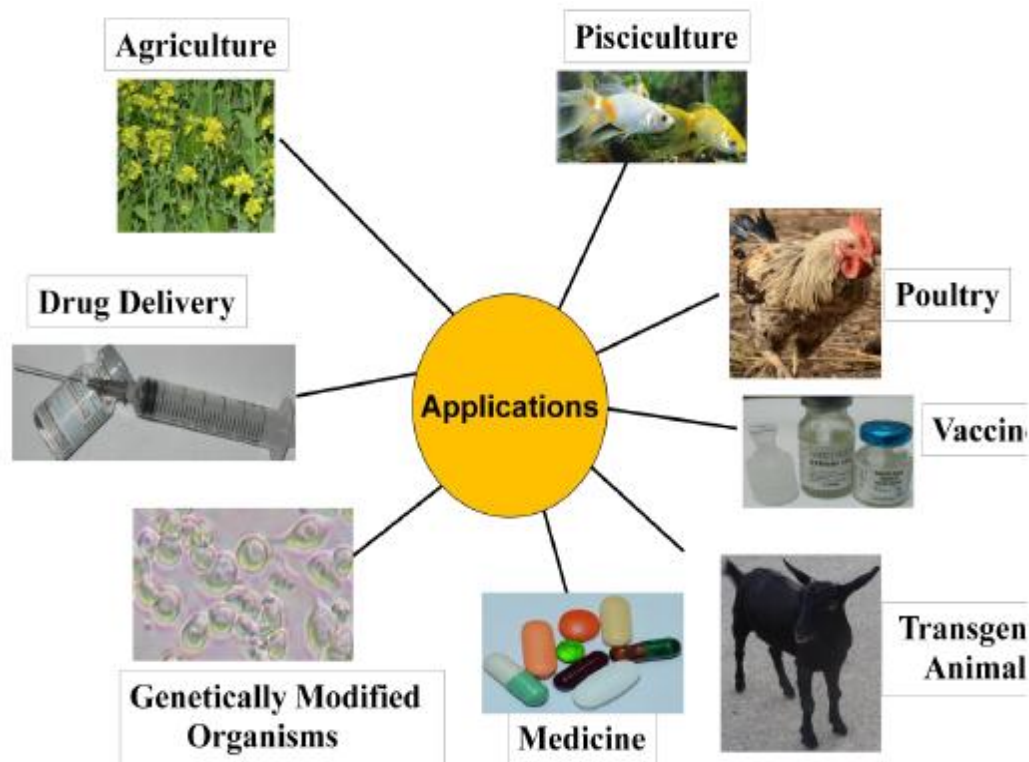 Agriculture
Pisciculture
Drug Delivery
Poultry
Applications
Vaccin
Transgen
Animal
Genetically Modified
Organisms
Medicine